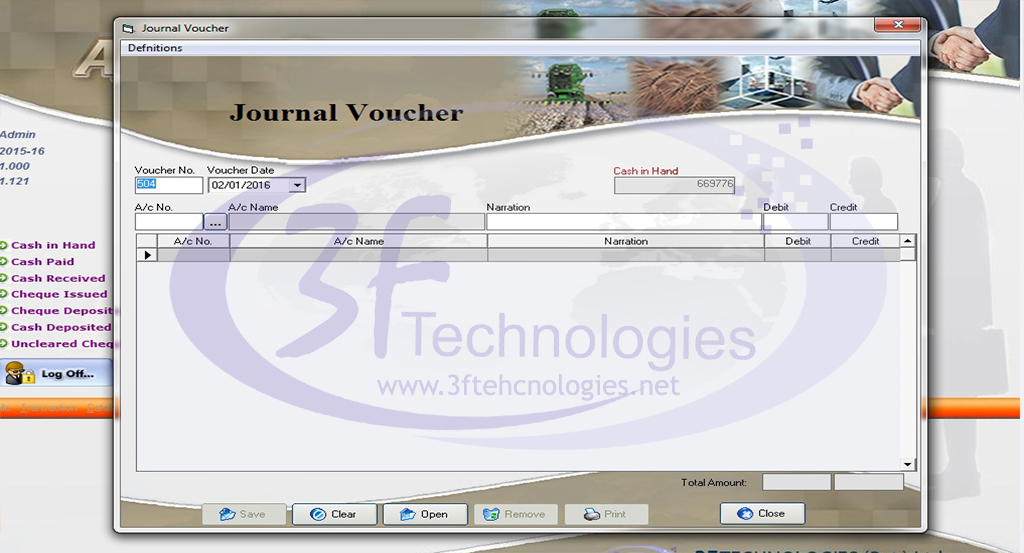 Journal Voucher
Defnitions
Journal Voucher
Admin
2015-16
1.000
1.121
Voucher No. Voucher Date Cash in Hand
504 02/01/2016 669776
A/c No. A/c Name Narration Debit Credit
...
A/c No. A/c Name Narration Debit Credit
Cash in Hand
Cash Paid
Cash Received
Cheque Issued
Cheque Deposit
Cash Deposited
Uncleared Cheq
Log Off...
3f Technologies
www.3ftehcnologies.net
Total Amount:
Save Clear Open Remove Print Close